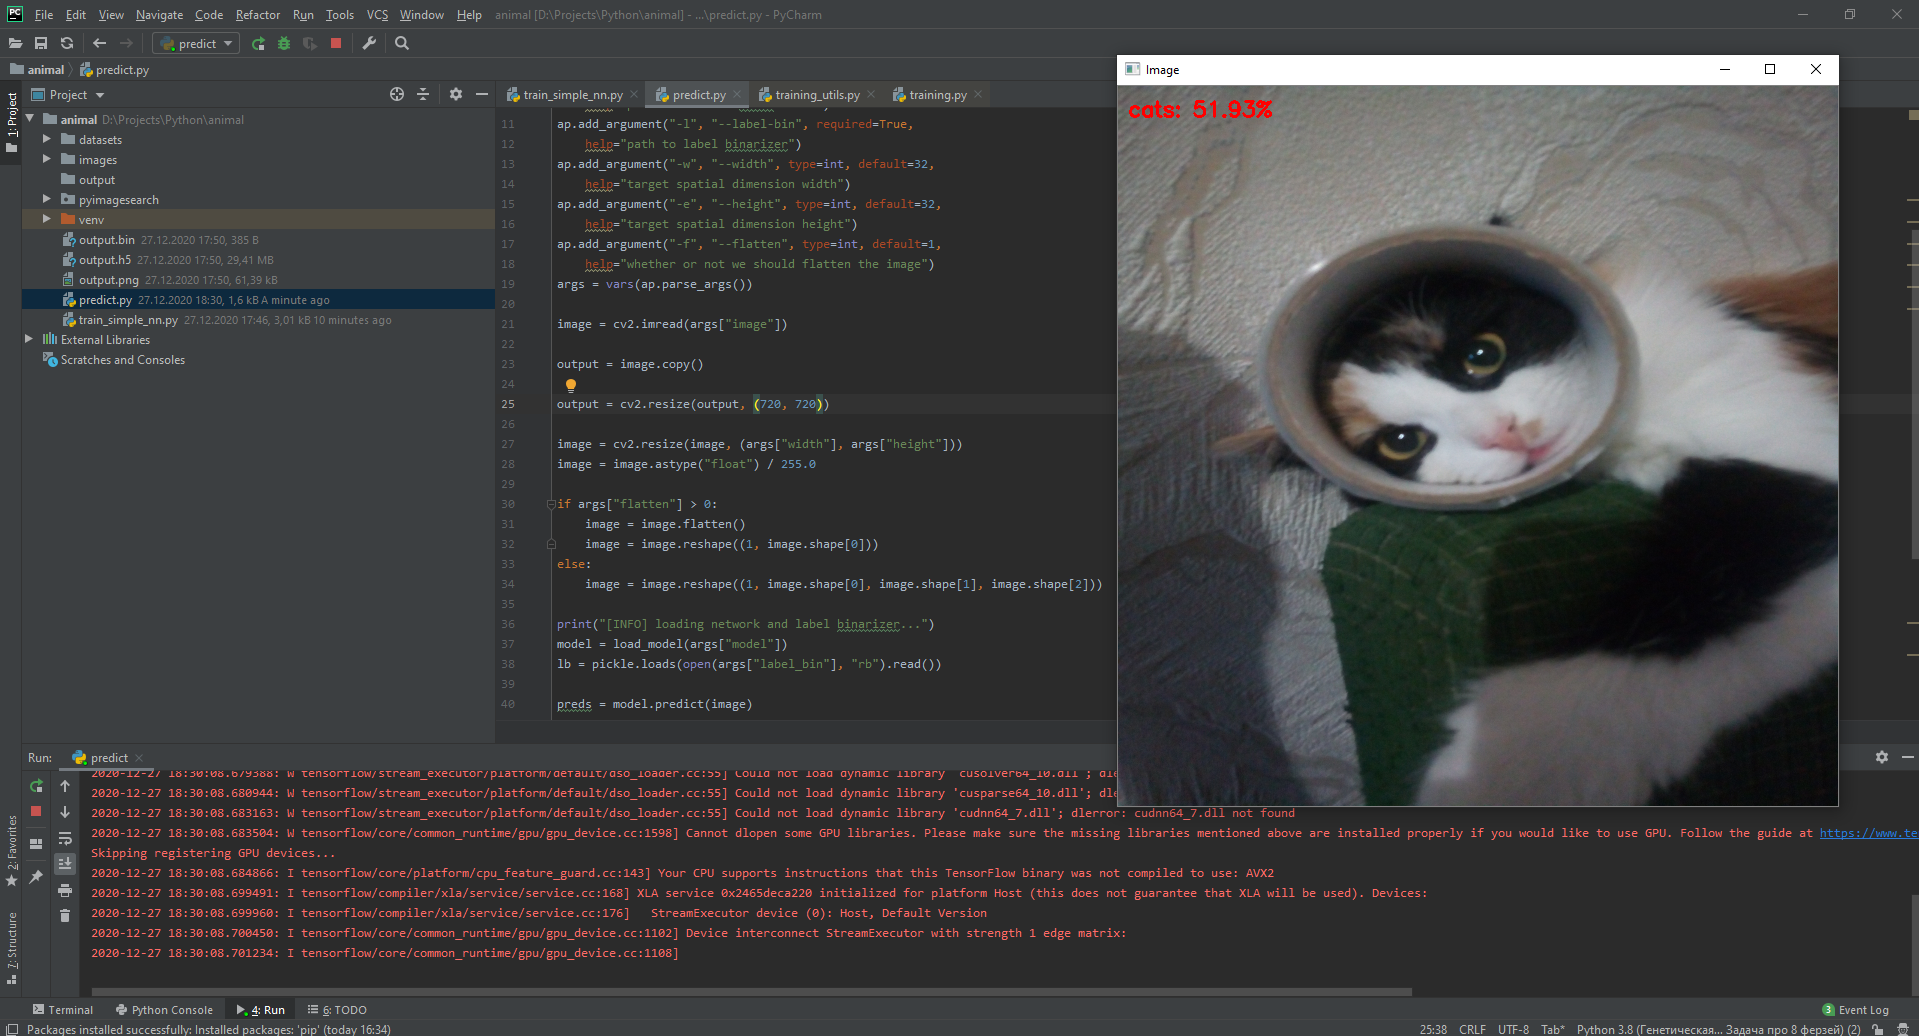 File Edit View Navigate Code Refactor Run Tools VCS Window Help animal [D:\Projects\Python\animal] - ...\predict.py - PyCharm
predict
animal predict.py
Project
1: Project
animal D:\Projects\Python\animal
datasets
images
output
pyimagesearch
venv
output.bin 27.12.2020 17:50, 385 B
output.h5 27.12.2020 17:50, 29,41 MB
output.png 27.12.2020 17:50, 61,39 kB
predict.py 27.12.2020 18:30, 1,6 kB A minute ago
train_simple_nn.py 27.12.2020 17:46, 3,01 kB 10 minutes ago
External Libraries
Scratches and Consoles
train_simple_nn.py predict.py training_utils.py training.py
11 ap.add_argument("-l", "--label-bin", required=True,
12 help="path to label binarizer")
13 ap.add_argument("-w", "--width", type=int, default=32,
14 help="target spatial dimension width")
15 ap.add_argument("-e", "--height", type=int, default=32,
16 help="target spatial dimension height")
17 ap.add_argument("-f", "--flatten", type=int, default=1,
18 help="whether or not we should flatten the image")
19 args = vars(ap.parse_args())
20
21 image = cv2.imread(args["image"])
22
23 output = image.copy()
24
25 output = cv2.resize(output, (720, 720))
26
27 image = cv2.resize(image, (args["width"], args["height"]))
28 image = image.astype("float") / 255.0
29
30 if args["flatten"] > 0:
31 image = image.flatten()
32 image = image.reshape((1, image.shape[0]))
33 else:
34 image = image.reshape((1, image.shape[0], image.shape[1], image.shape[2]))
35
36 print("[INFO] loading network and label binarizer...")
37 model = load_model(args["model"])
38 lb = pickle.loads(open(args["label_bin"], "rb").read())
39
40 preds = model.predict(image)
Image
cats: 51.93%
Run: predict
2020-12-27 18:30:08.679388: W tensorflow/stream_executor/platform/default/dso_loader.cc:55] Could not load dynamic library 'cusolver64_10.dll'; dle
2020-12-27 18:30:08.680944: W tensorflow/stream_executor/platform/default/dso_loader.cc:55] Could not load dynamic library 'cusparse64_10.dll'; dl
2020-12-27 18:30:08.683163: W tensorflow/stream_executor/platform/default/dso_loader.cc:55] Could not load dynamic library 'cudnn64_7.dll'; dlerror: cudnn64_7.dll not found
2020-12-27 18:30:08.683504: W tensorflow/core/common_runtime/gpu/gpu_device.cc:1598] Cannot dlopen some GPU libraries. Please make sure the missing libraries mentioned above are installed properly if you would like to use GPU. Follow the guide at https://www.te
Skipping registering GPU devices...
2020-12-27 18:30:08.684866: I tensorflow/core/platform/cpu_feature_guard.cc:143] Your CPU supports instructions that this TensorFlow binary was not compiled to use: AVX2
2020-12-27 18:30:08.699491: I tensorflow/compiler/xla/service/service.cc:168] XLA service 0x2465deca220 initialized for platform Host (this does not guarantee that XLA will be used). Devices:
2020-12-27 18:30:08.699960: I tensorflow/compiler/xla/service/service.cc:176] StreamExecutor device (0): Host, Default Version
2020-12-27 18:30:08.700450: I tensorflow/core/common_runtime/gpu/gpu_device.cc:1102] Device interconnect StreamExecutor with strength 1 edge matrix:
2020-12-27 18:30:08.701234: I tensorflow/core/common_runtime/gpu/gpu_device.cc:1108]
2: Favorites
7: Structure
Terminal Python Console 4: Run 6: TODO 3 Event Log
Packages installed successfully: Installed packages: 'pip' (today 16:34) 25:38 CRLF UTF-8 Tab* Python 3.8 (Генетическая... Задача про 8 ферзей) (2)